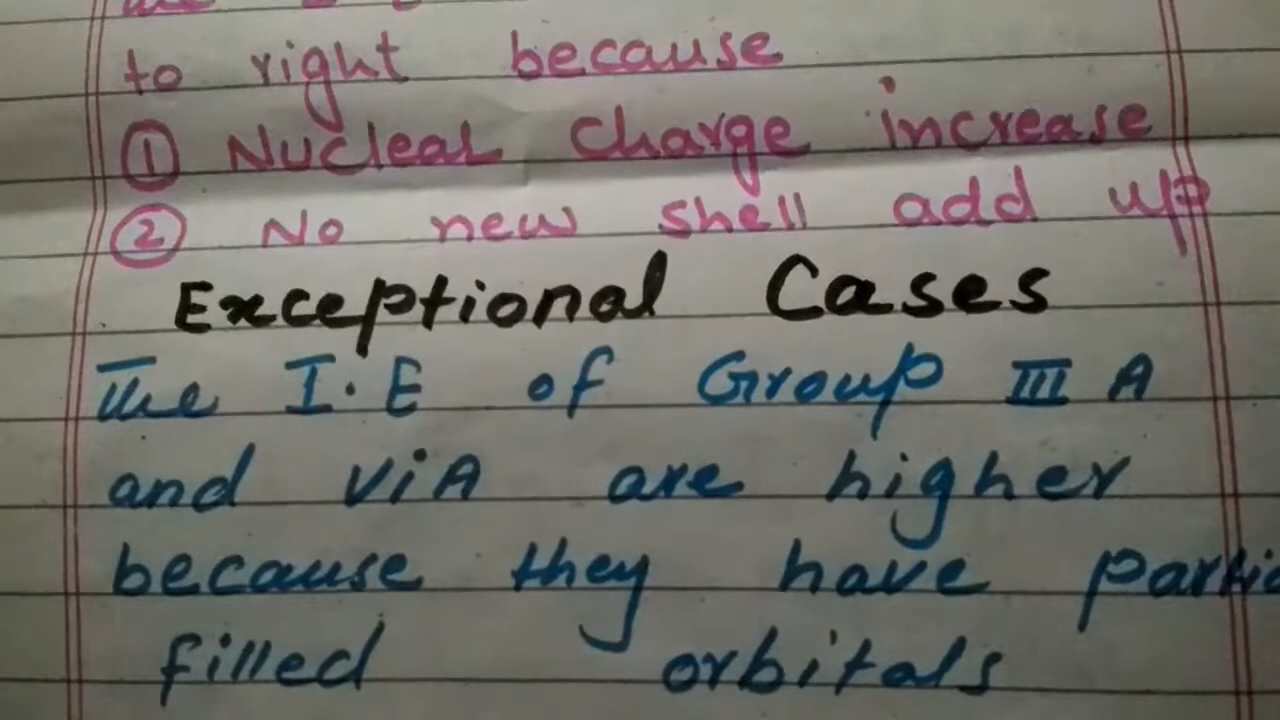 to right because
① Nuclear Charge increase
② No new shell add up
Exceptional Cases
The I.E of Group III A
and ViA are higher
because they have
filled orbitals